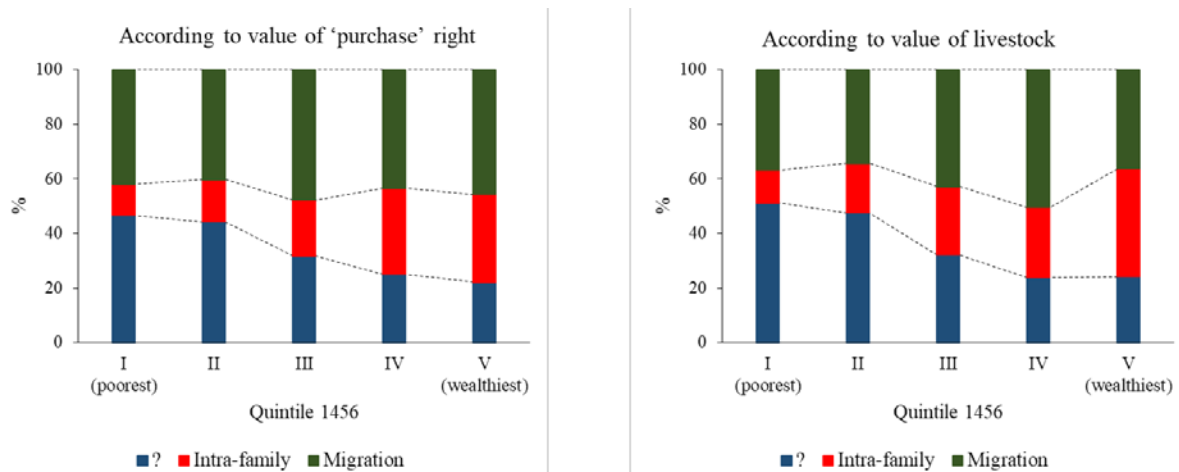 According to value of ‘purchase’ right
100
80
60
40
20
0
%
I
(poorest)
II
III
IV
V
(wealthiest)
Quintile 1456
? Intra-family Migration
According to value of livestock
100
80
60
40
20
0
%
I
(poorest)
II
III
IV
V
(wealthiest)
Quintile 1456
? Intra-family Migration